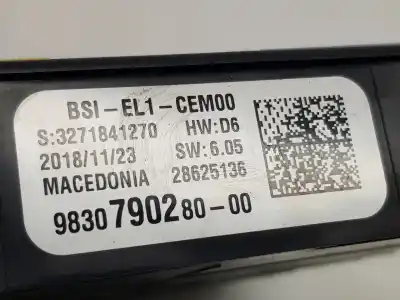 BSI-EL1-CEM00
S:3271841270 HW:D6
2018/11/23 SW:6.05
MACEDONIA 28625136
9830790280-00